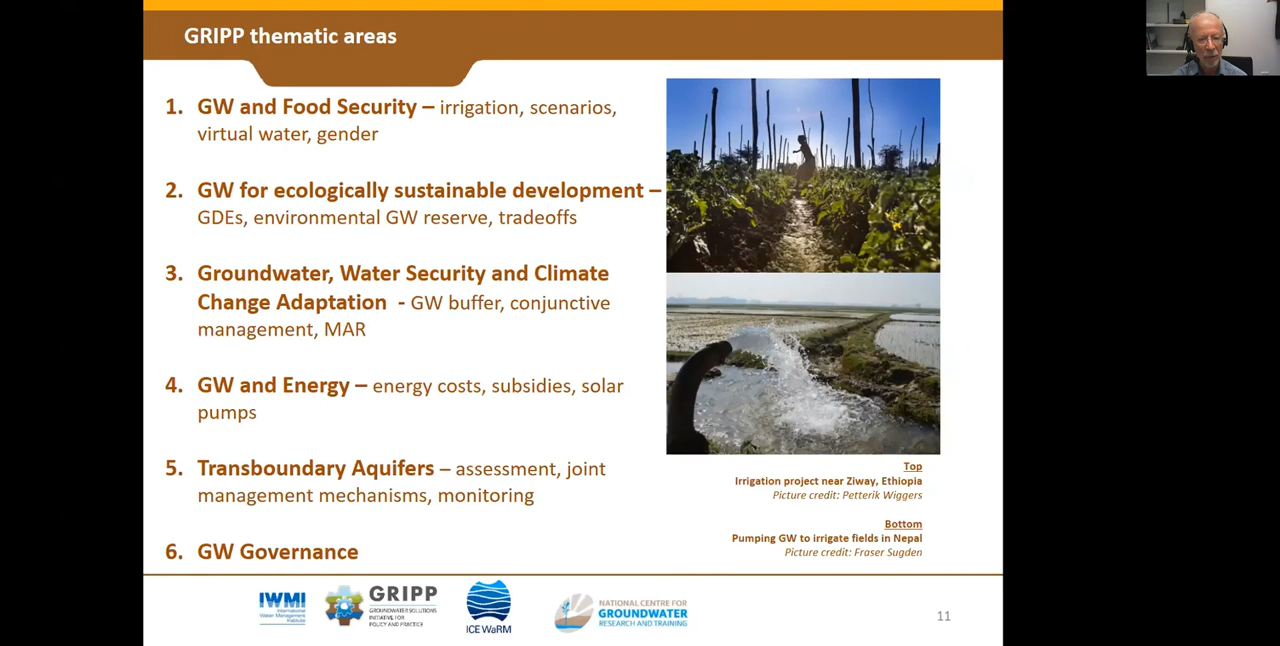 GRIPP thematic areas
1. GW and Food Security – irrigation, scenarios,
virtual water, gender
2. GW for ecologically sustainable development –
GDEs, environmental GW reserve, tradeoffs
3. Groundwater, Water Security and Climate
Change Adaptation - GW buffer, conjunctive
management, MAR
4. GW and Energy – energy costs, subsidies, solar
pumps
5. Transboundary Aquifers – assessment, joint
management mechanisms, monitoring
6. GW Governance
Top
Irrigation project near Ziway, Ethiopia
Picture credit: Petterik Wiggers
Bottom
Pumping GW to irrigate fields in Nepal
Picture credit: Fraser Sugden
IWMI
International
Water Management
Institute
GRIPP
GROUNDWATER SOLUTIONS
INITIATIVE FOR
POLICY AND PRACTICE
ICE WaRM
NATIONAL CENTRE FOR
GROUNDWATER
RESEARCH AND TRAINING
11